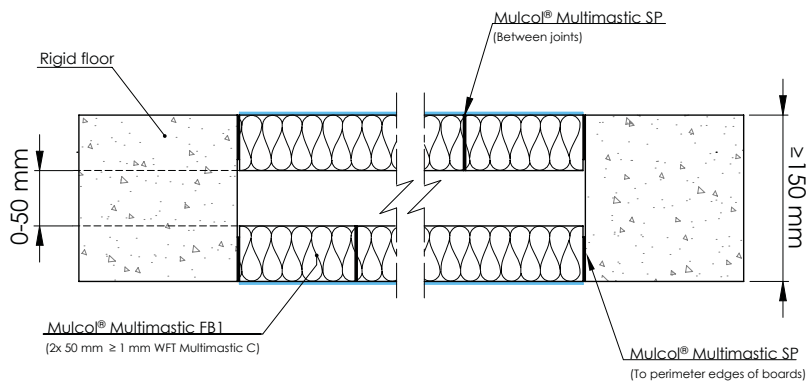 Mulcol® Multimastic SP
(Between joints)
Rigid floor
0-50 mm
≥150 mm
Mulcol® Multimastic FB1
(2x 50 mm ≥ 1 mm WFT Multimastic C)
Mulcol® Multimastic SP
(To perimeter edges of boards)